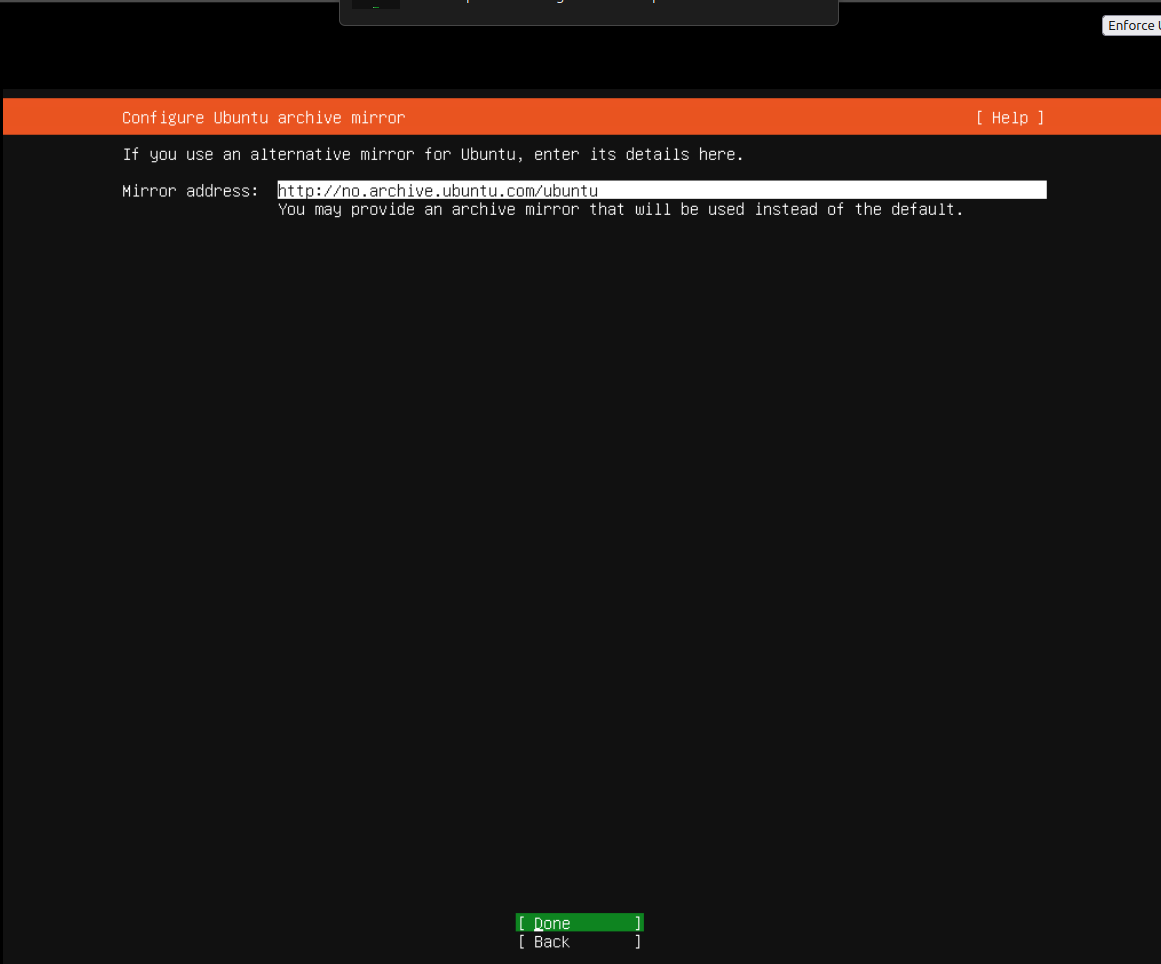 Enforce
Configure Ubuntu archive mirror [ Help ]
If you use an alternative mirror for Ubuntu, enter its details here.
Mirror address: http://no.archive.ubuntu.com/ubuntu
You may provide an archive mirror that will be used instead of the default.
[ Done ]
[ Back ]